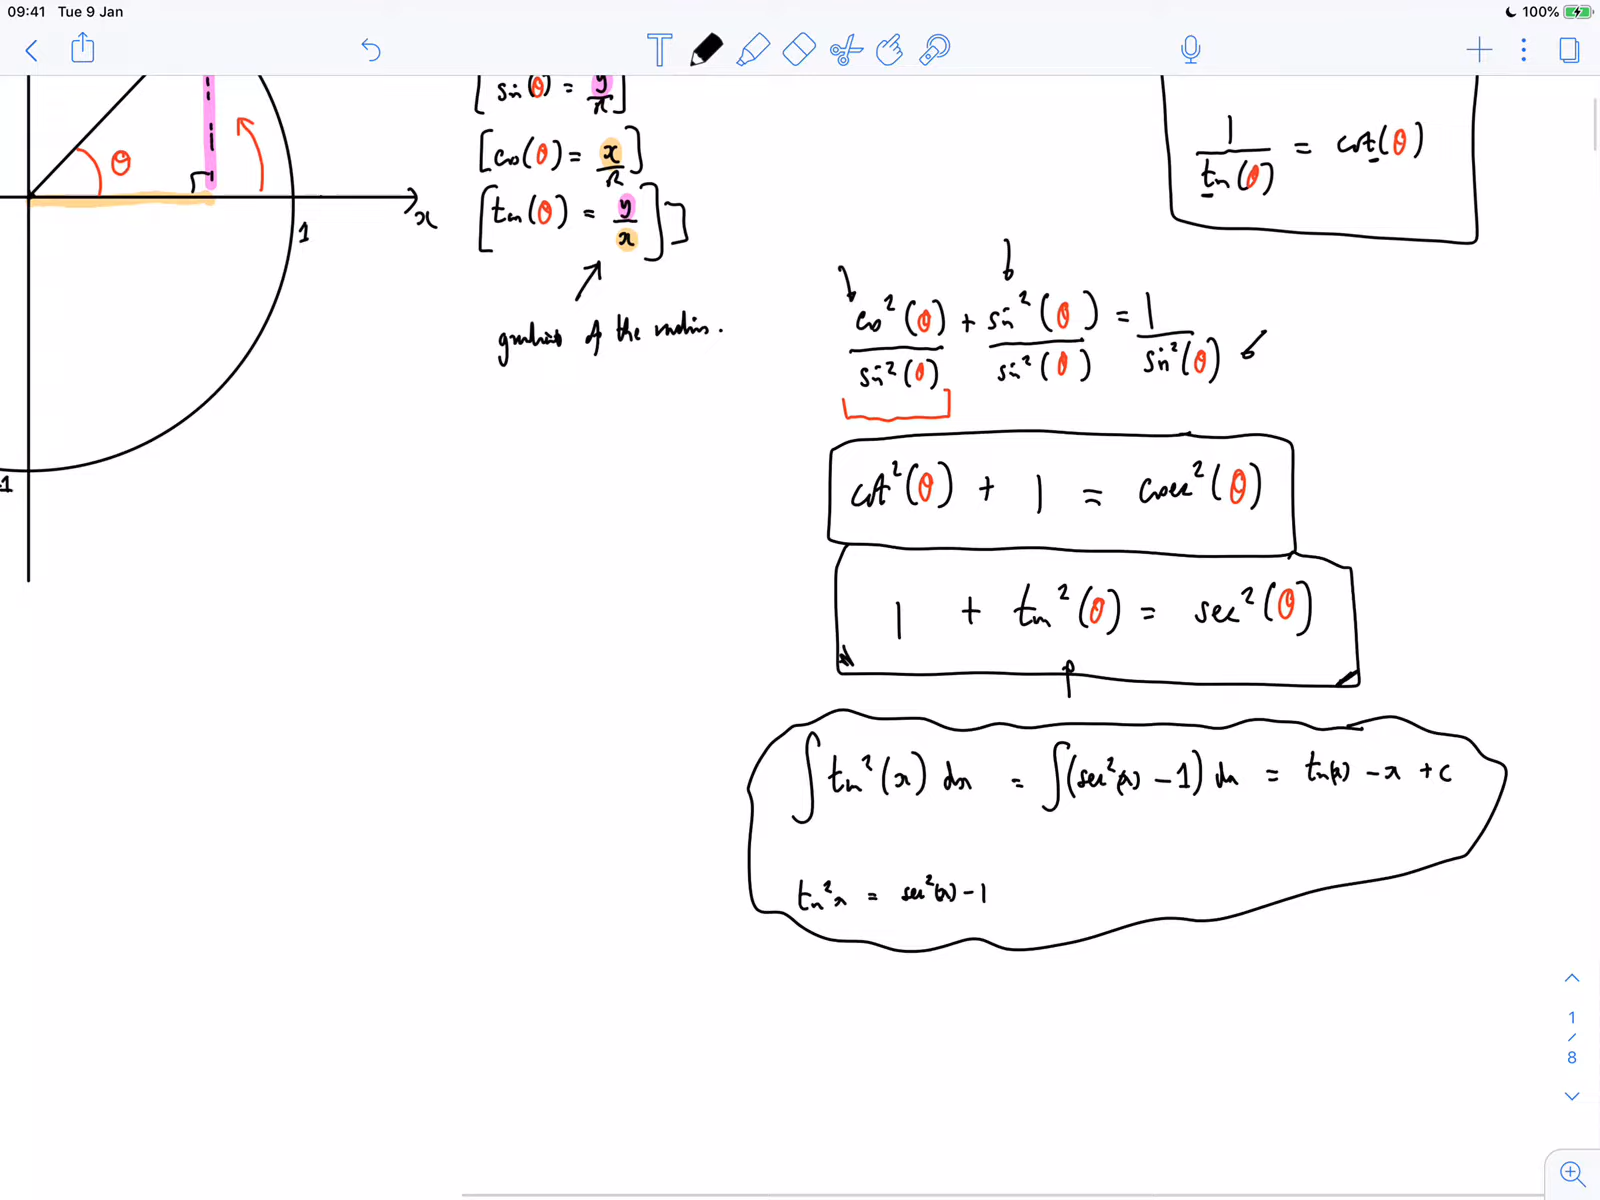 09:41 Tue 9 Jan
100%
T
θ
x
1
-1
[sin(θ) = y/R]
[cos(θ) = x/R]
[tan(θ) = y/x]]
gradient of the radius.
1/tan(θ) = cot(θ)
cos²(θ)/sin²(θ) + sin²(θ)/sin²(θ) = 1/sin²(θ)
cot²(θ) + 1 = cosec²(θ)
1 + tan²(θ) = sec²(θ)
∫tan²(x) dx = ∫(sec²(x) - 1) dx = tan(x) - x + c
tan²x = sec²(x) - 1
1
/
8